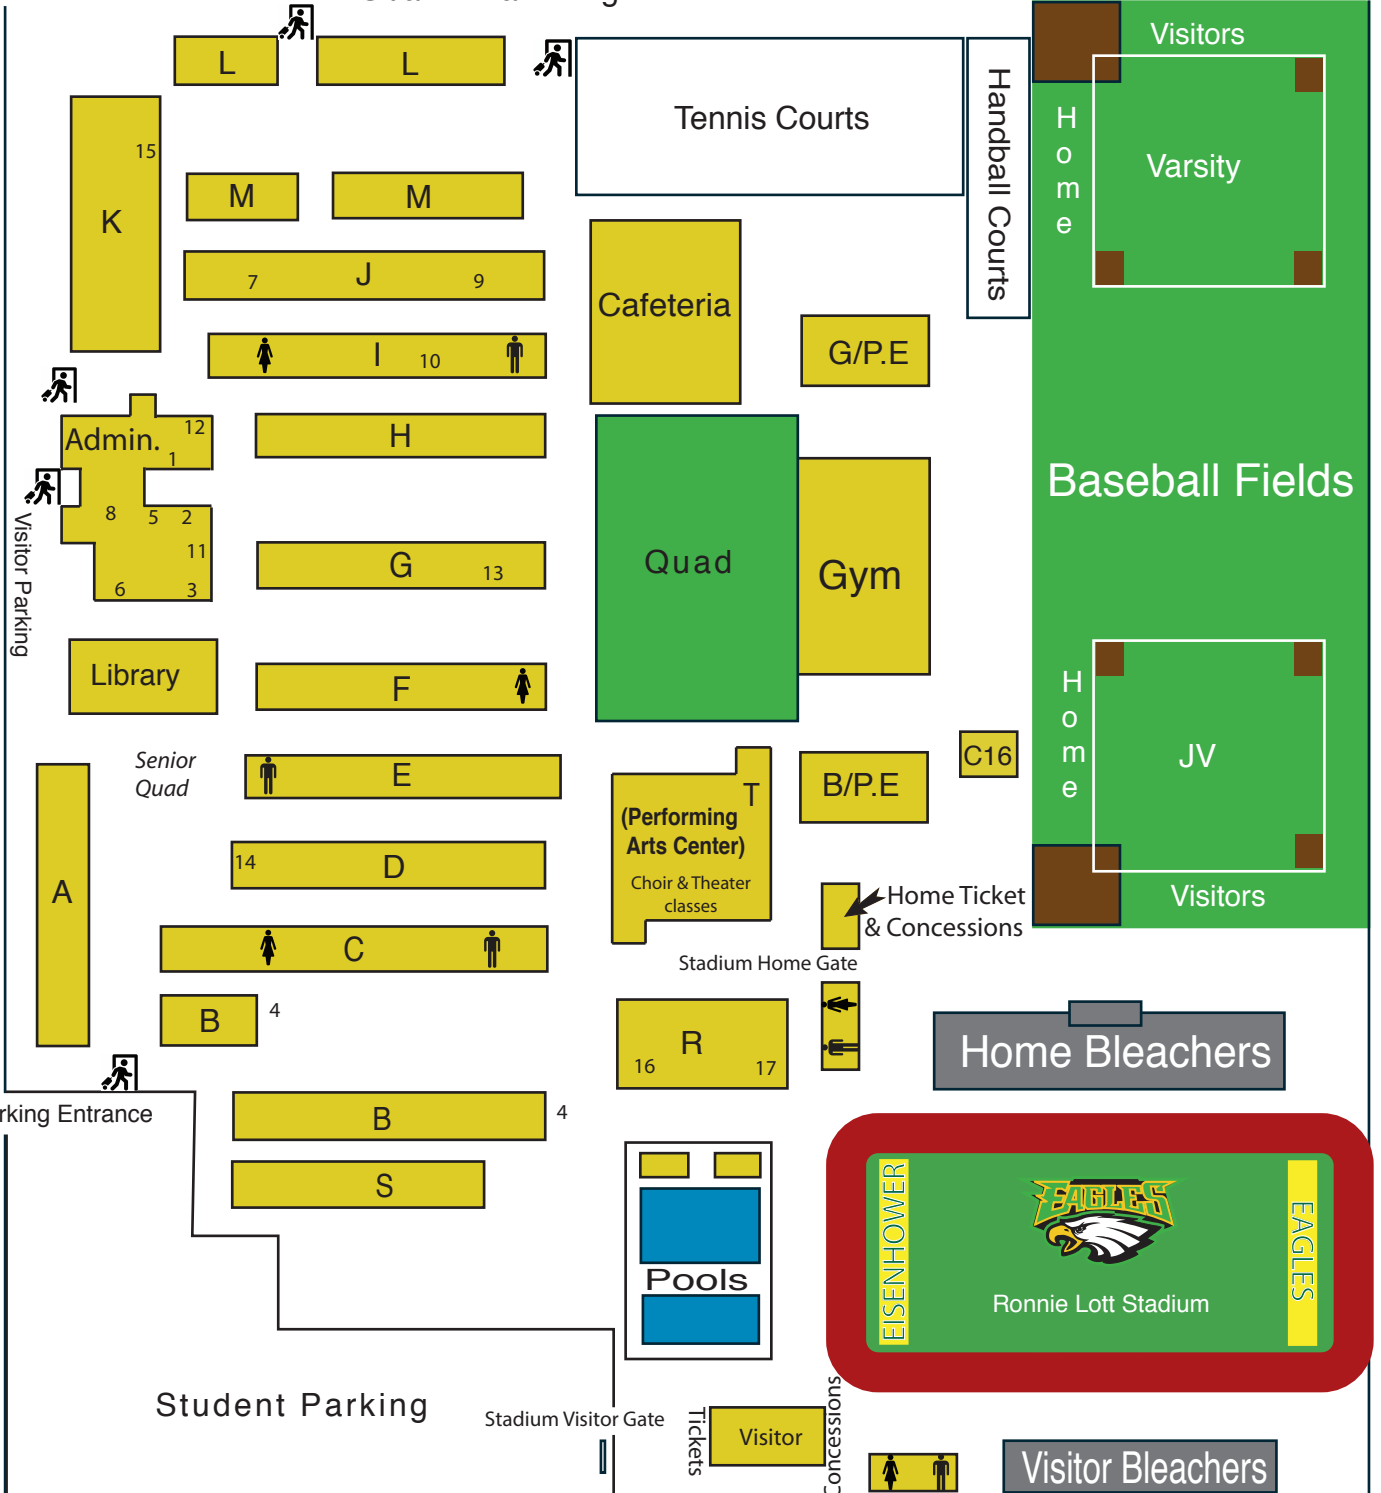 L
L
Tennis Courts
Handball Courts
Visitors
Home
Varsity
15
K
M
M
7
J
9
Cafeteria
G/P.E
I
10
Admin.
12
1
H
Baseball Fields
8
5
2
11
6
3
Visitor Parking
G
13
Quad
Gym
Library
F
Home
JV
Visitors
Senior
Quad
E
T
(Performing
Arts Center)
Choir & Theater
classes
B/P.E
C16
A
14
D
Home Ticket
& Concessions
C
Stadium Home Gate
B
4
R
16
17
Home Bleachers
Entrance
B
4
S
Pools
EISENHOWER
EAGLES
Ronnie Lott Stadium
EAGLES
Student Parking
Stadium Visitor Gate
Tickets
Visitor
Concessions
Visitor Bleachers